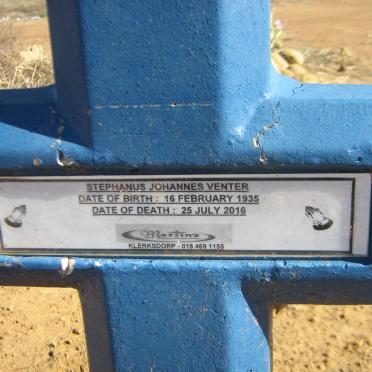 STEPHANUS JOHANNES VENTER
DATE OF BIRTH : 16 FEBRUARY 1935
DATE OF DEATH : 25 JULY 2016
Martins
KLERKSDORP - 018 469 1155